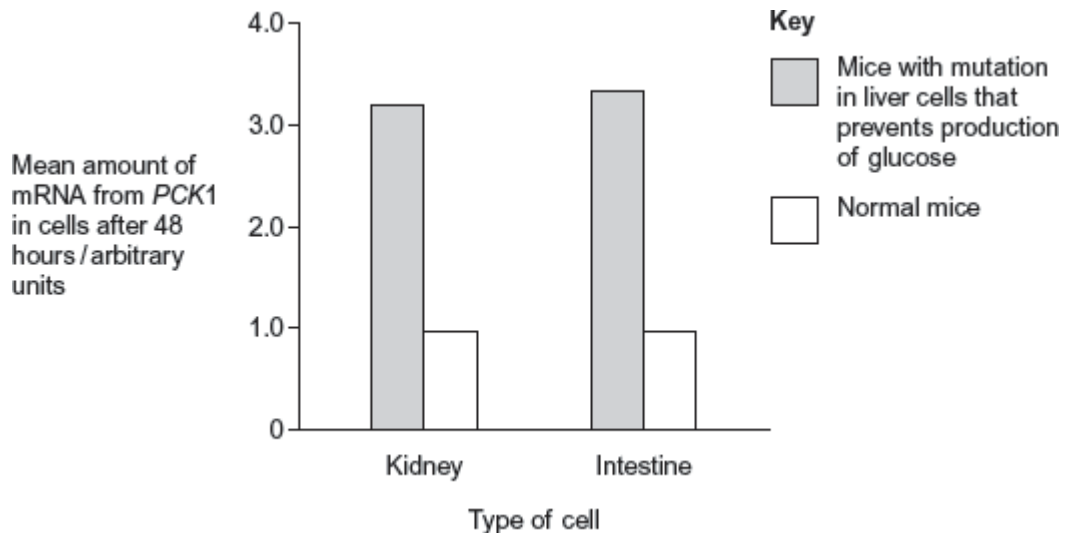 Mean amount of
mRNA from PCK1
in cells after 48
hours / arbitrary
units
4.0
3.0
2.0
1.0
0
Kidney
Intestine
Type of cell
Key
Mice with mutation
in liver cells that
prevents production
of glucose
Normal mice